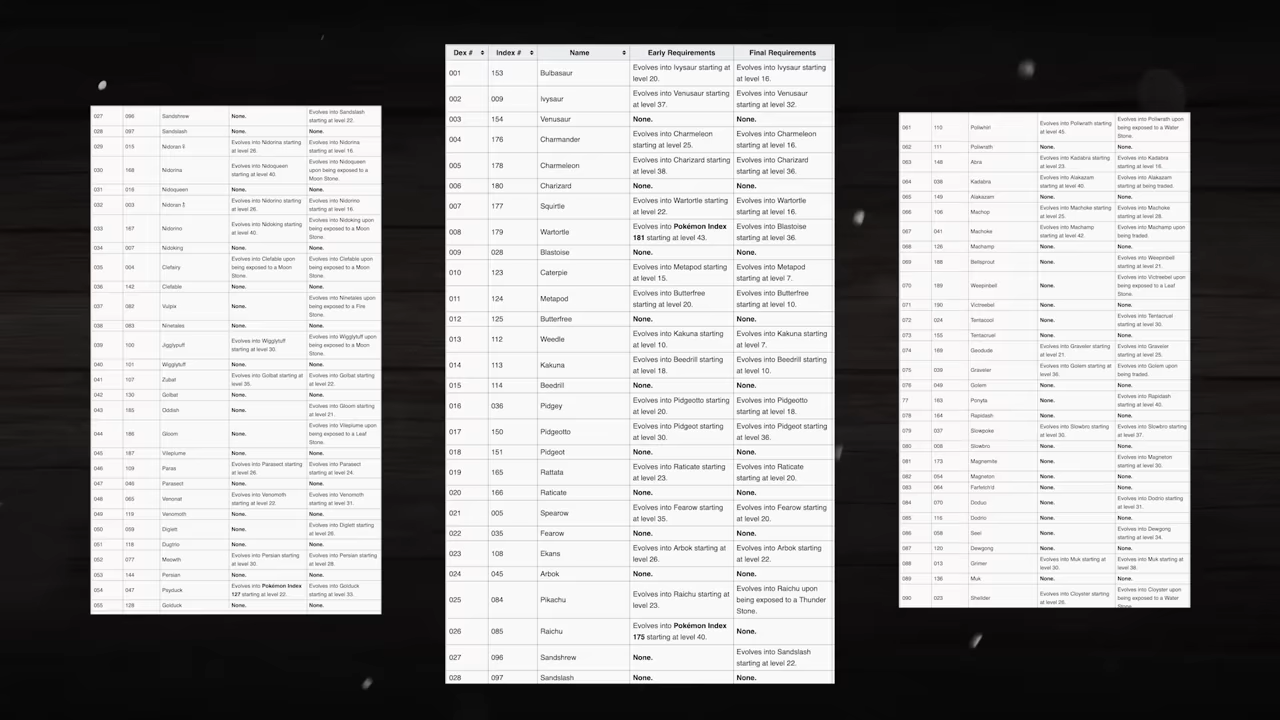 027 096 Sandshrew None. Evolves into Sandslash starting at level 22.
028 097 Sandslash None. None.
029 015 Nidoran♀ Evolves into Nidorina starting at level 26. Evolves into Nidorina starting at level 16.
030 168 Nidorina Evolves into Nidoqueen starting at level 40. Evolves into Nidoqueen upon being exposed to a Moon Stone.
031 016 Nidoqueen None. None.
032 003 Nidoran♂ Evolves into Nidorino starting at level 26. Evolves into Nidorino starting at level 16.
033 167 Nidorino Evolves into Nidoking starting at level 40. Evolves into Nidoking upon being exposed to a Moon Stone.
034 007 Nidoking None. None.
035 004 Clefairy Evolves into Clefable upon being exposed to a Moon Stone. Evolves into Clefable upon being exposed to a Moon Stone.
036 142 Clefable None. None.
037 082 Vulpix None. Evolves into Ninetales upon being exposed to a Fire Stone.
038 083 Ninetales None. None.
039 100 Jigglypuff Evolves into Wigglytuff starting at level 30. Evolves into Wigglytuff upon being exposed to a Moon Stone.
040 101 Wigglytuff None. None.
041 107 Zubat Evolves into Golbat starting at level 35. Evolves into Golbat starting at level 22.
042 130 Golbat None. None.
043 185 Oddish None. Evolves into Gloom starting at level 21.
044 186 Gloom None. Evolves into Vileplume upon being exposed to a Leaf Stone.
045 187 Vileplume None. None.
046 109 Paras Evolves into Parasect starting at level 26. Evolves into Parasect starting at level 24.
047 046 Parasect None. None.
048 065 Venonat Evolves into Venomoth starting at level 22. Evolves into Venomoth starting at level 31.
049 119 Venomoth None. None.
050 059 Diglett None. Evolves into Diglett starting at level 26.
051 118 Dugtrio None. None.
052 077 Meowth Evolves into Persian starting at level 30. Evolves into Persian starting at level 28.
053 144 Persian None. None.
054 047 Psyduck Evolves into Pokémon Index 127 starting at level 22. Evolves into Golduck starting at level 33.
055 128 Golduck None. None.
Dex # Index # Name Early Requirements Final Requirements
001 153 Bulbasaur Evolves into Ivysaur starting at level 20. Evolves into Ivysaur starting at level 16.
002 009 Ivysaur Evolves into Venusaur starting at level 37. Evolves into Venusaur starting at level 32.
003 154 Venusaur None. None.
004 176 Charmander Evolves into Charmeleon starting at level 25. Evolves into Charmeleon starting at level 16.
005 178 Charmeleon Evolves into Charizard starting at level 38. Evolves into Charizard starting at level 36.
006 180 Charizard None. None.
007 177 Squirtle Evolves into Wartortle starting at level 22. Evolves into Wartortle starting at level 16.
008 179 Wartortle Evolves into Pokémon Index 181 starting at level 43. Evolves into Blastoise starting at level 36.
009 028 Blastoise None. None.
010 123 Caterpie Evolves into Metapod starting at level 15. Evolves into Metapod starting at level 7.
011 124 Metapod Evolves into Butterfree starting at level 20. Evolves into Butterfree starting at level 10.
012 125 Butterfree None. None.
013 112 Weedle Evolves into Kakuna starting at level 10. Evolves into Kakuna starting at level 7.
014 113 Kakuna Evolves into Beedrill starting at level 18. Evolves into Beedrill starting at level 10.
015 114 Beedrill None. None.
016 036 Pidgey Evolves into Pidgeotto starting at level 20. Evolves into Pidgeotto starting at level 18.
017 150 Pidgeotto Evolves into Pidgeot starting at level 30. Evolves into Pidgeot starting at level 36.
018 151 Pidgeot None. None.
019 165 Rattata Evolves into Raticate starting at level 23. Evolves into Raticate starting at level 20.
020 166 Raticate None. None.
021 005 Spearow Evolves into Fearow starting at level 35. Evolves into Fearow starting at level 20.
022 035 Fearow None. None.
023 108 Ekans Evolves into Arbok starting at level 26. Evolves into Arbok starting at level 22.
024 045 Arbok None. None.
025 084 Pikachu Evolves into Raichu starting at level 23. Evolves into Raichu upon being exposed to a Thunder Stone.
026 085 Raichu Evolves into Pokémon Index 175 starting at level 40. None.
027 096 Sandshrew None. Evolves into Sandslash starting at level 22.
028 097 Sandslash None. None.
061 110 Poliwhirl Evolves into Poliwrath starting at level 45. Evolves into Poliwrath upon being exposed to a Water Stone.
062 111 Poliwrath None. None.
063 148 Abra Evolves into Kadabra starting at level 23. Evolves into Kadabra starting at level 16.
064 038 Kadabra Evolves into Alakazam starting at level 40. Evolves into Alakazam starting at being traded.
065 149 Alakazam None. None.
066 106 Machop Evolves into Machoke starting at level 25. Evolves into Machoke starting at level 28.
067 041 Machoke Evolves into Machamp starting at level 42. Evolves into Machamp upon being traded.
068 126 Machamp None. None.
069 188 Bellsprout None. Evolves into Weepinbell starting at level 21.
070 189 Weepinbell None. Evolves into Victreebel upon being exposed to a Leaf Stone.
071 190 Victreebel None. None.
072 024 Tentacool None. Evolves into Tentacruel starting at level 30.
073 155 Tentacruel None. None.
074 169 Geodude Evolves into Graveler starting at level 21. Evolves into Graveler starting at level 25.
075 039 Graveler Evolves into Golem starting at level 36. Evolves into Golem upon being traded.
076 049 Golem None. None.
77 163 Ponyta None. Evolves into Rapidash starting at level 40.
078 164 Rapidash None. None.
079 037 Slowpoke Evolves into Slowbro starting at level 30. Evolves into Slowbro starting at level 37.
080 008 Slowbro None. None.
081 173 Magnemite None. Evolves into Magneton starting at level 30.
082 054 Magneton None. None.
083 064 Farfetch'd None. None.
084 070 Doduo None. Evolves into Dodrio starting at level 31.
085 116 Dodrio None. None.
086 058 Seel None. Evolves into Dewgong starting at level 34.
087 120 Dewgong None. None.
088 013 Grimer Evolves into Muk starting at level 30. Evolves into Muk starting at level 38.
089 136 Muk None. None.
090 023 Shellder Evolves into Cloyster starting at level 26. Evolves into Cloyster upon being exposed to a Water Stone